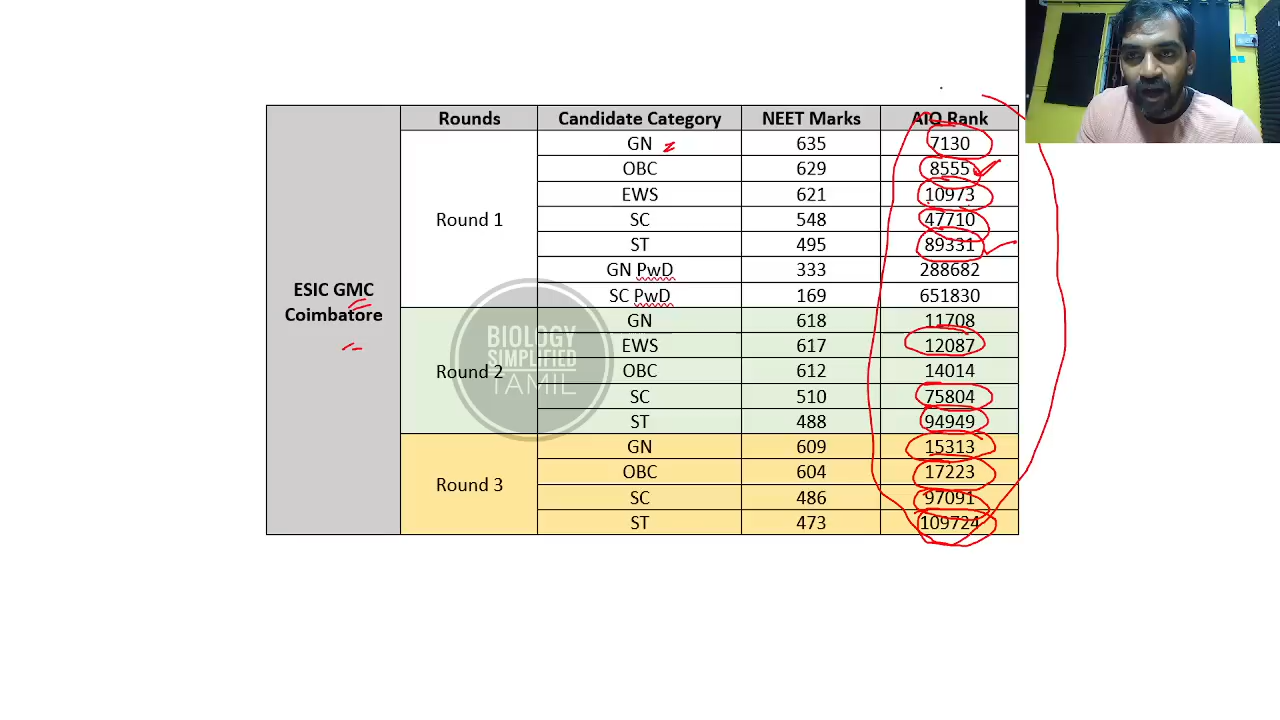 Rounds Candidate Category NEET Marks AIQ Rank
ESIC GMC
Coimbatore
Round 1
GN 635 7130
OBC 629 8555
EWS 621 10973
SC 548 47710
ST 495 89331
GN PwD 333 288682
SC PwD 169 651830
Round 2
GN 618 11708
EWS 617 12087
OBC 612 14014
SC 510 75804
ST 488 94949
Round 3
GN 609 15313
OBC 604 17223
SC 486 97091
ST 473 109724
BIOLOGY
SIMPLIFIED
TAMIL